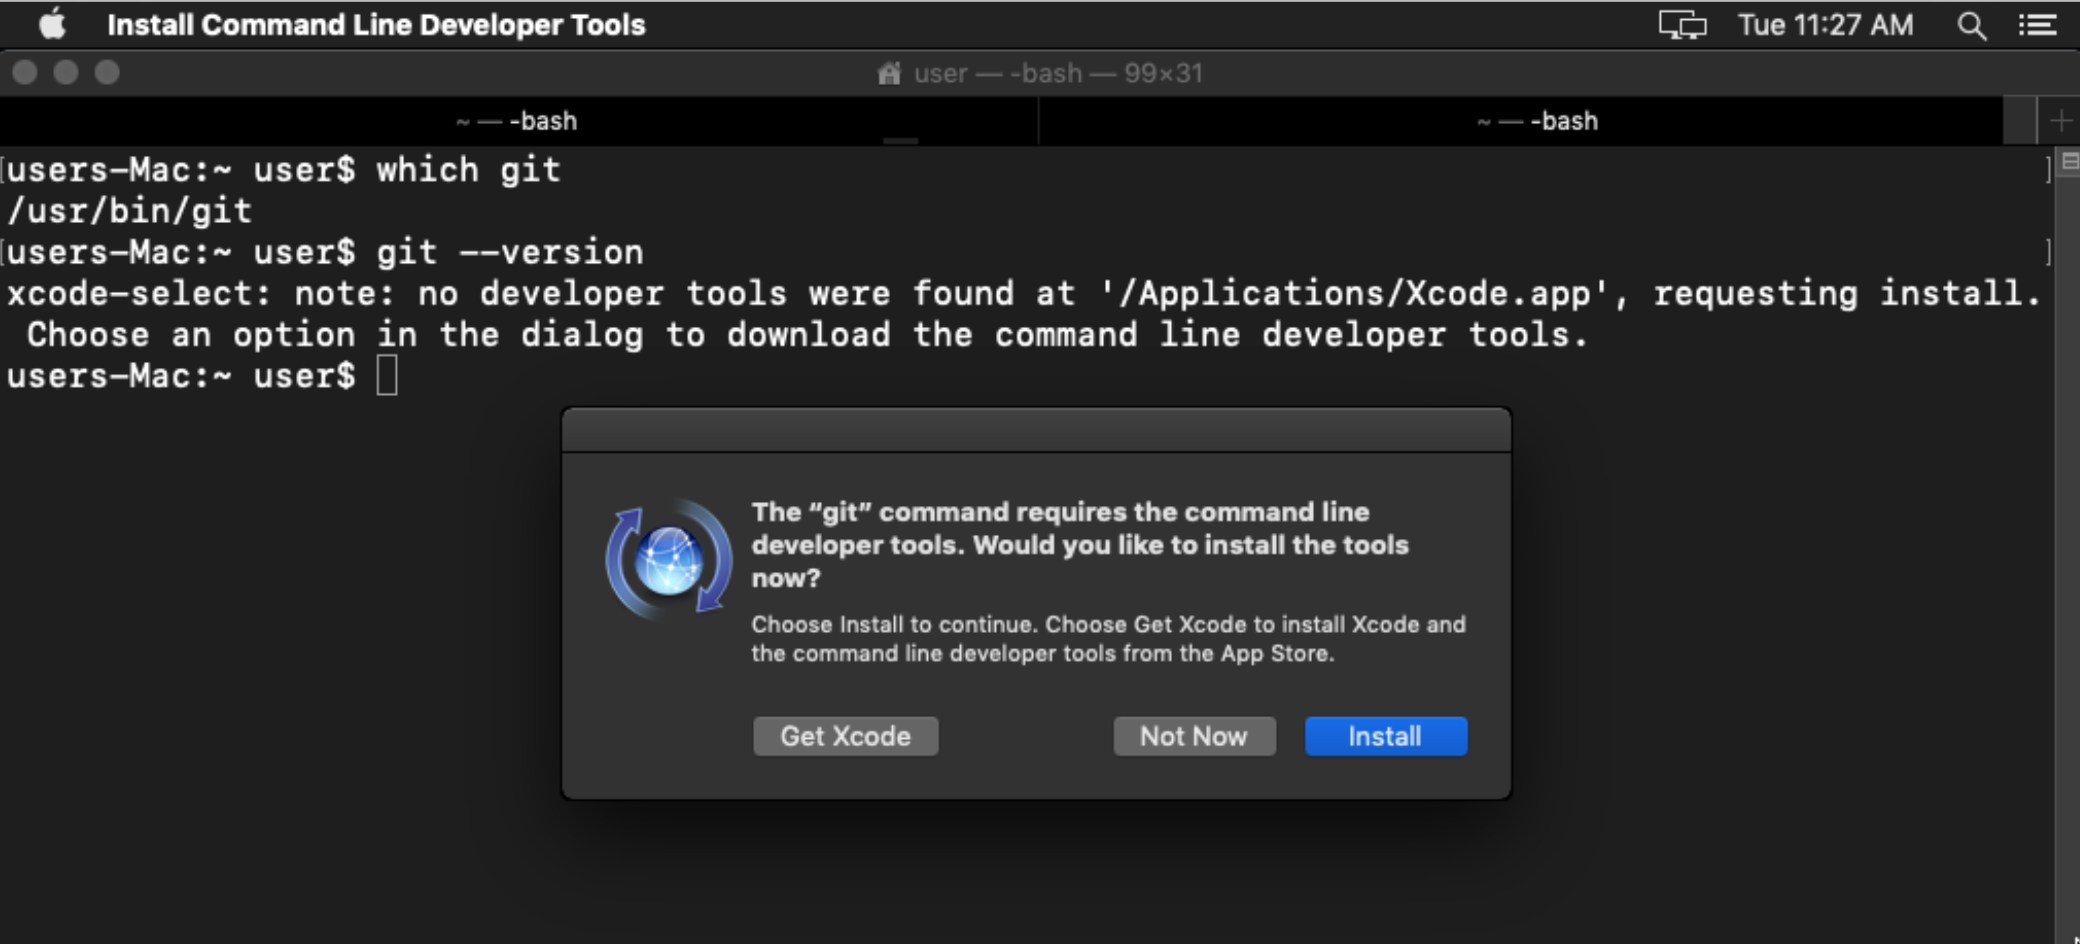 Install Command Line Developer Tools
Tue 11:27 AM
user — -bash — 99×31
~ — -bash
~ — -bash
users-Mac:~ user$ which git
/usr/bin/git
users-Mac:~ user$ git --version
xcode-select: note: no developer tools were found at '/Applications/Xcode.app', requesting install.
Choose an option in the dialog to download the command line developer tools.
users-Mac:~ user$
The “git” command requires the command line
developer tools. Would you like to install the tools
now?
Choose Install to continue. Choose Get Xcode to install Xcode and
the command line developer tools from the App Store.
Get Xcode
Not Now
Install